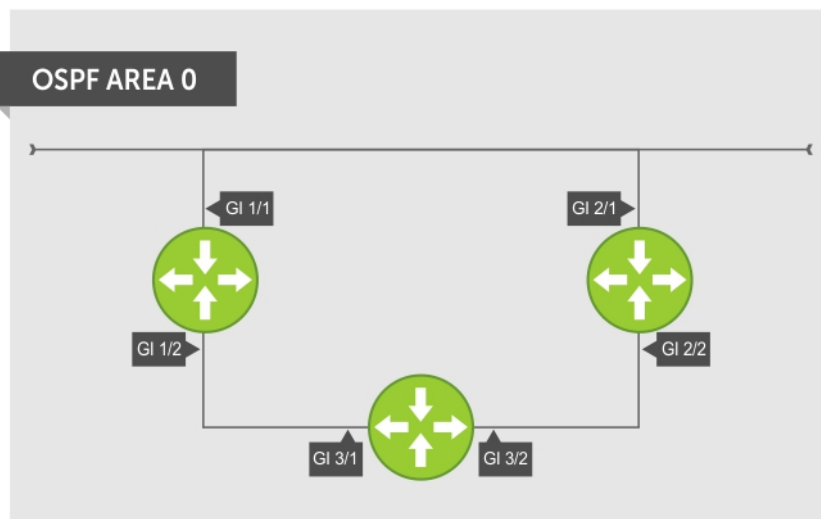 OSPF AREA 0
GI 1/1
GI 2/1
GI 1/2
GI 2/2
GI 3/1
GI 3/2